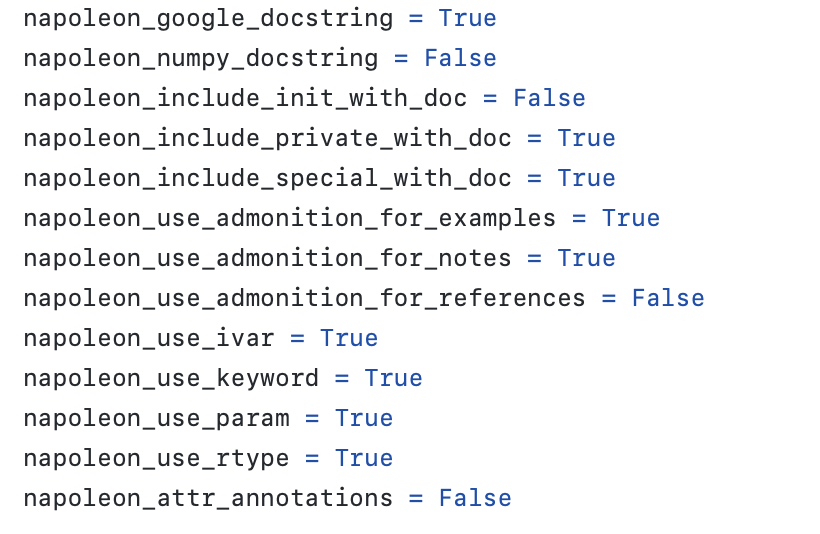 napoleon_google_docstring = True
napoleon_numpy_docstring = False
napoleon_include_init_with_doc = False
napoleon_include_private_with_doc = True
napoleon_include_special_with_doc = True
napoleon_use_admonition_for_examples = True
napoleon_use_admonition_for_notes = True
napoleon_use_admonition_for_references = False
napoleon_use_ivar = True
napoleon_use_keyword = True
napoleon_use_param = True
napoleon_use_rtype = True
napoleon_attr_annotations = False